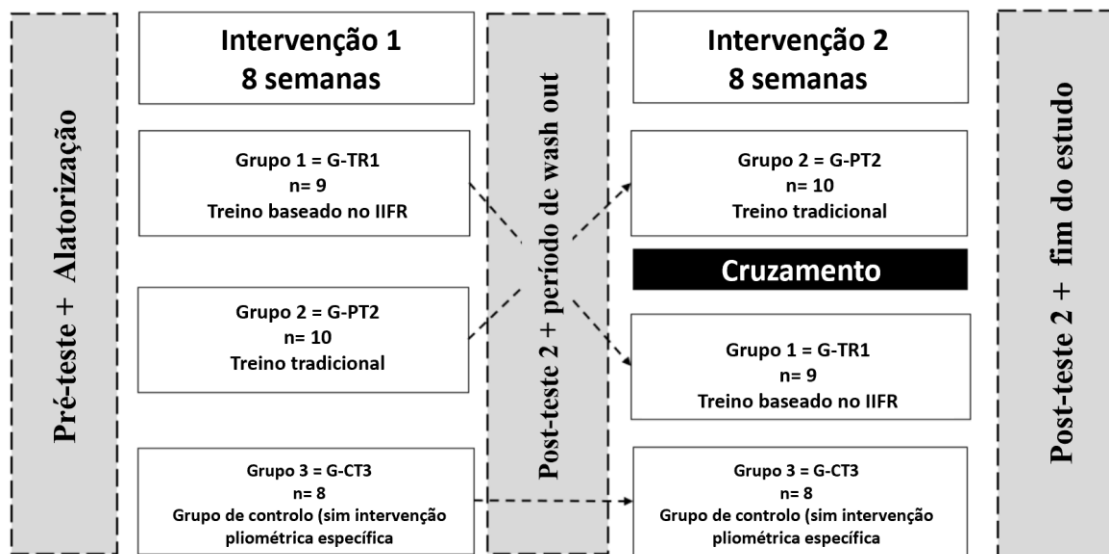 Pré-teste + Alatorização
Intervenção 1
8 semanas
Grupo 1 = G-TR1
n= 9
Treino baseado no IIFR
Grupo 2 = G-PT2
n= 10
Treino tradicional
Grupo 3 = G-CT3
n= 8
Grupo de controlo (sim intervenção
pliométrica específica
Post-teste 2 + período de wash out
Intervenção 2
8 semanas
Grupo 2 = G-PT2
n= 10
Treino tradicional
Cruzamento
Grupo 1 = G-TR1
n= 9
Treino baseado no IIFR
Grupo 3 = G-CT3
n= 8
Grupo de controlo (sim intervenção
pliométrica específica
Post-teste 2 + fim do estudo